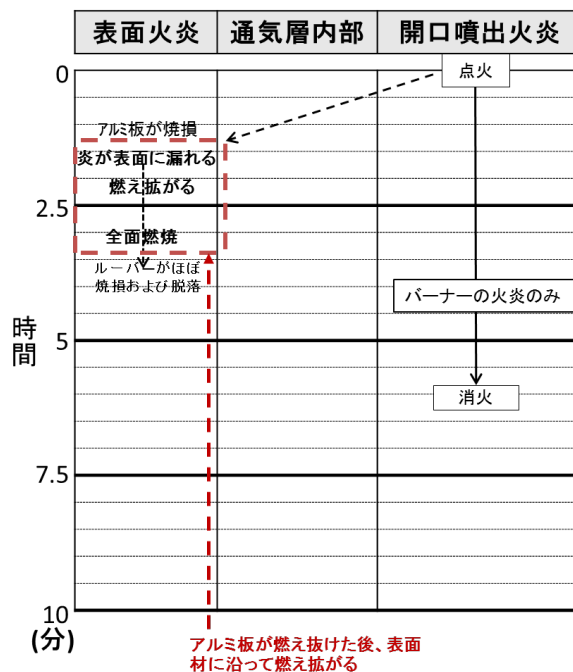 表面火炎
通気層内部
開口噴出火炎
0
点火
アルミ板が焼損
炎が表面に漏れる
燃え拡がる
2.5
全面燃焼
ルーバーがほぼ
焼損および脱落
バーナーの火炎のみ
時間
5
消火
7.5
10
(分)
アルミ板が燃え抜けた後、表面
材に沿って燃え拡がる